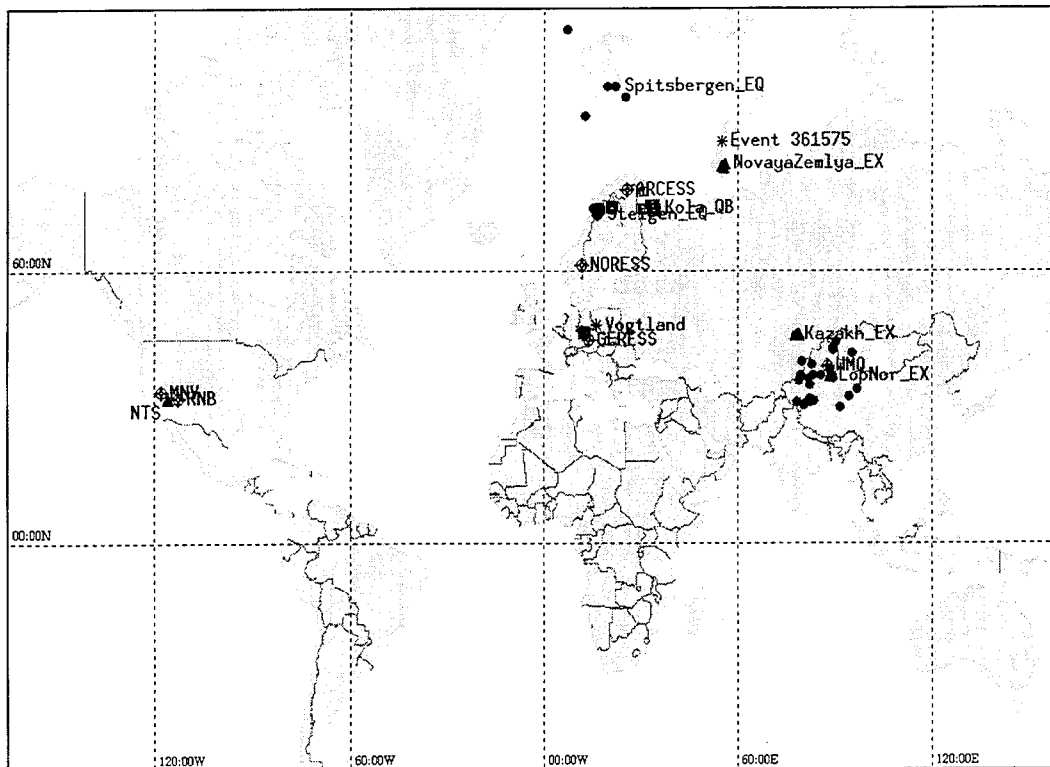 Spitsbergen_EQ
Event 361575
NovayaZemlya_EX
ARCESS
Kola_QB
Steigen_EQ
60:00N
NORESS
Vogtland
GERESS
Kazakh_EX
WMQ
LopNor_EX
MNV
KNB
NTS
00:00N
120:00W
60:00W
00:00W
60:00E
120:00E